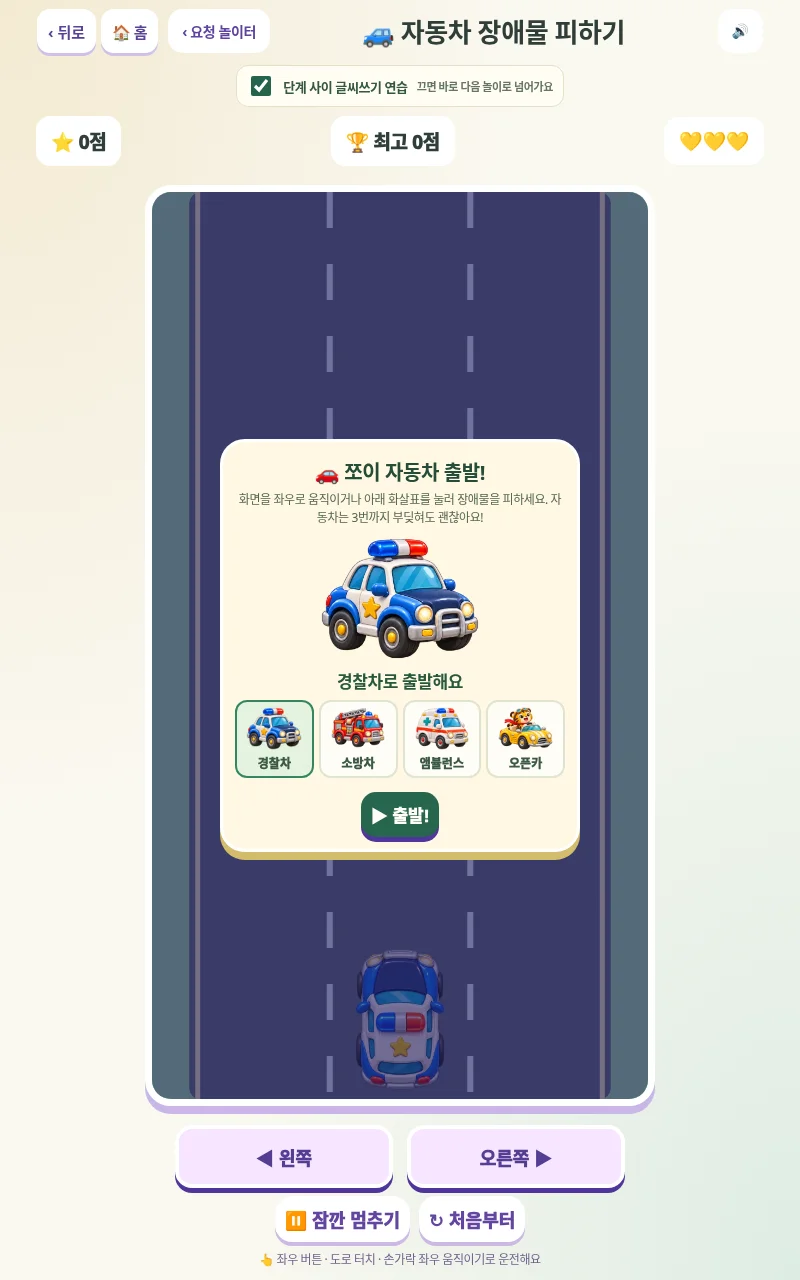 ‹ 뒤로
🏠 홈
‹ 요청 놀이터
🚙 자동차 장애물 피하기
🔊
단계 사이 글씨쓰기 연습 끄면 바로 다음 놀이로 넘어가요
⭐ 0점
🏆 최고 0점
💛💛💛
🚗 쪼이 자동차 출발!
화면을 좌우로 움직이거나 아래 화살표를 눌러 장애물을 피하세요. 자
동차는 3번까지 부딪혀도 괜찮아요!
경찰차로 출발해요
경찰차
소방차
앰뷸런스
오픈카
▶ 출발!
◀ 왼쪽
오른쪽 ▶
⏸️ 잠깐 멈추기
↻ 처음부터
👆 좌우 버튼 · 도로 터치 · 손가락 좌우 움직이기로 운전해요